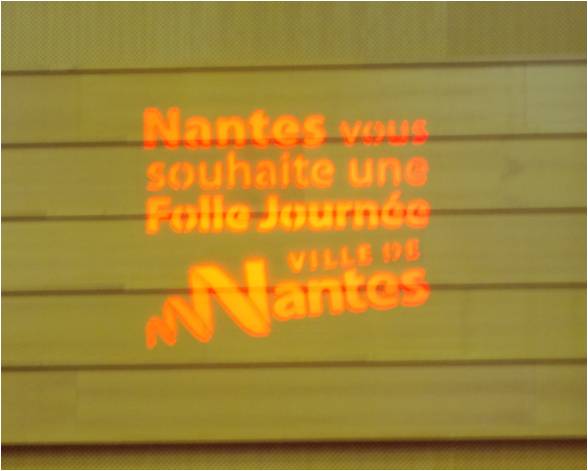 Nantes vous
souhaite une
Folle Journée
VILLE DE
Nantes